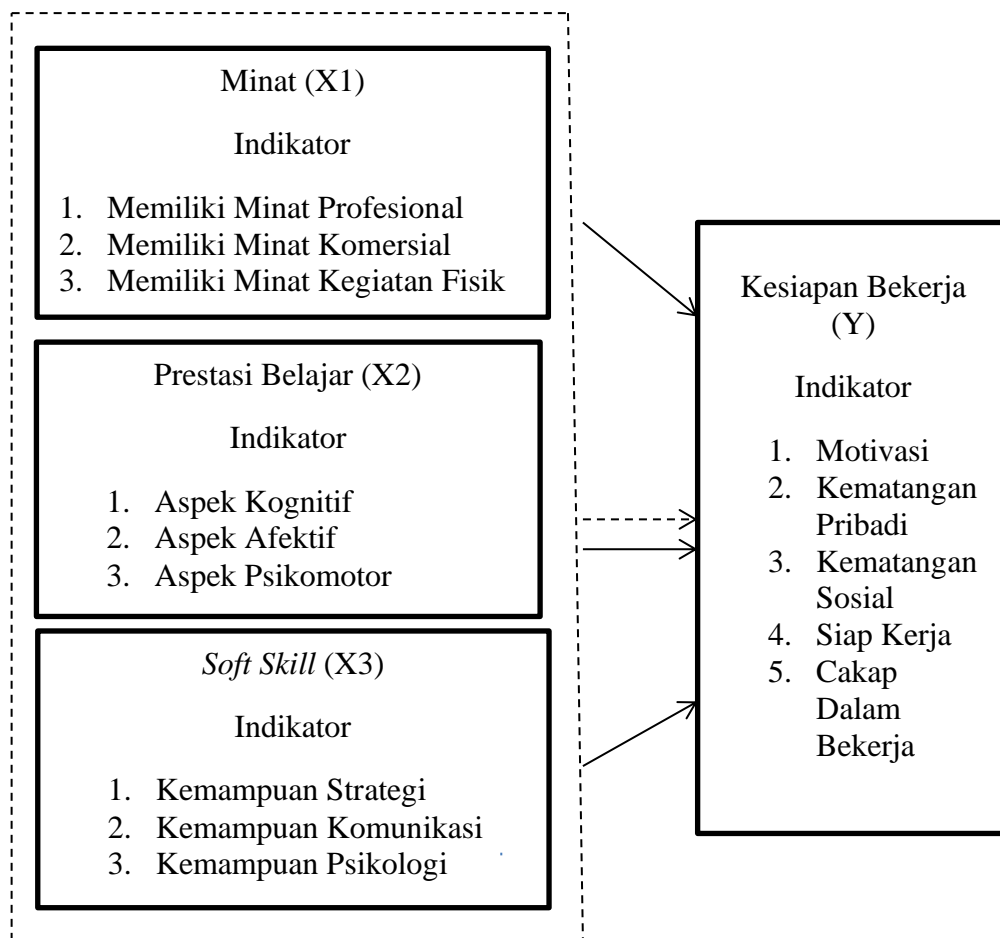 Minat (X1)
Indikator
1. Memiliki Minat Profesional
2. Memiliki Minat Komersial
3. Memiliki Minat Kegiatan Fisik
Prestasi Belajar (X2)
Indikator
1. Aspek Kognitif
2. Aspek Afektif
3. Aspek Psikomotor
Soft Skill (X3)
Indikator
1. Kemampuan Strategi
2. Kemampuan Komunikasi
3. Kemampuan Psikologi
Kesiapan Bekerja
(Y)
Indikator
1. Motivasi
2. Kematangan
Pribadi
3. Kematangan
Sosial
4. Siap Kerja
5. Cakap
Dalam
Bekerja